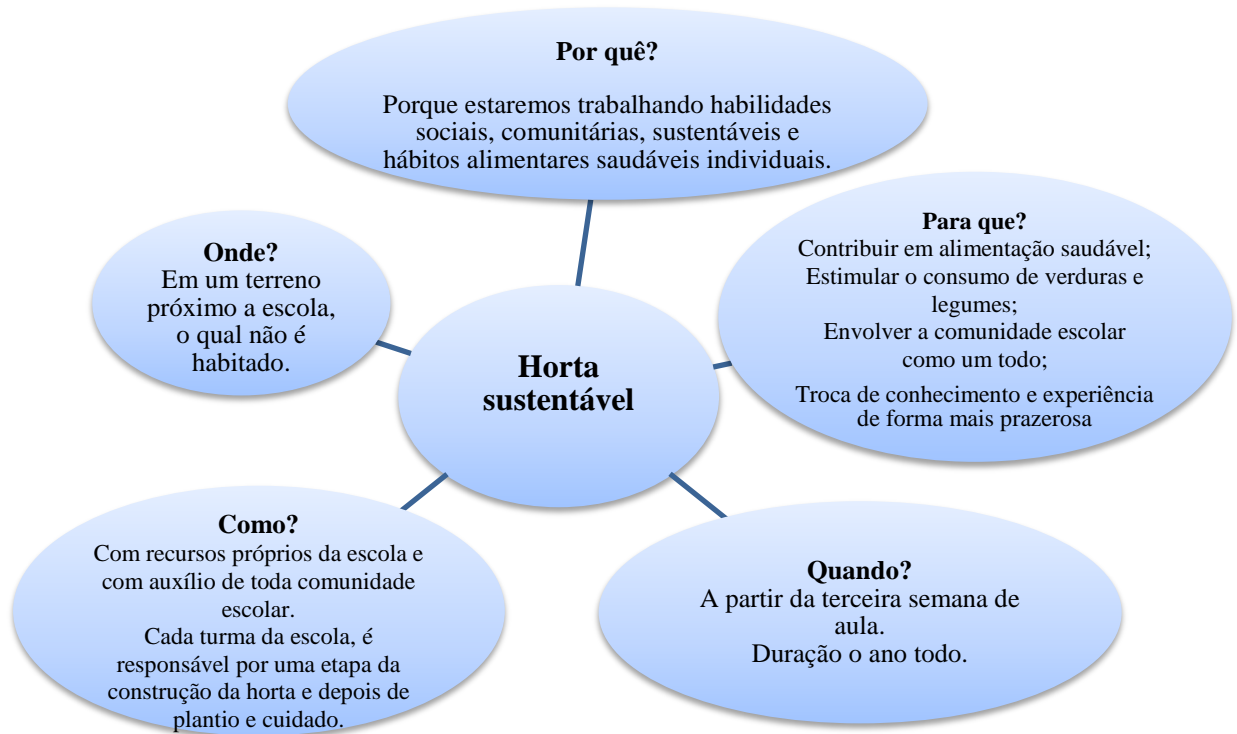 Por quê?
Porque estaremos trabalhando habilidades
sociais, comunitárias, sustentáveis e
hábitos alimentares saudáveis individuais.
Onde?
Em um terreno
próximo a escola,
o qual não é
habitado.
Para que?
Contribuir em alimentação saudável;
Estimular o consumo de verduras e
legumes;
Envolver a comunidade escolar
como um todo;
Troca de conhecimento e experiência
de forma mais prazerosa
Horta
sustentável
Como?
Com recursos próprios da escola e
com auxílio de toda comunidade
escolar.
Cada turma da escola, é
responsável por uma etapa da
construção da horta e depois de
plantio e cuidado.
Quando?
A partir da terceira semana de
aula.
Duração o ano todo.